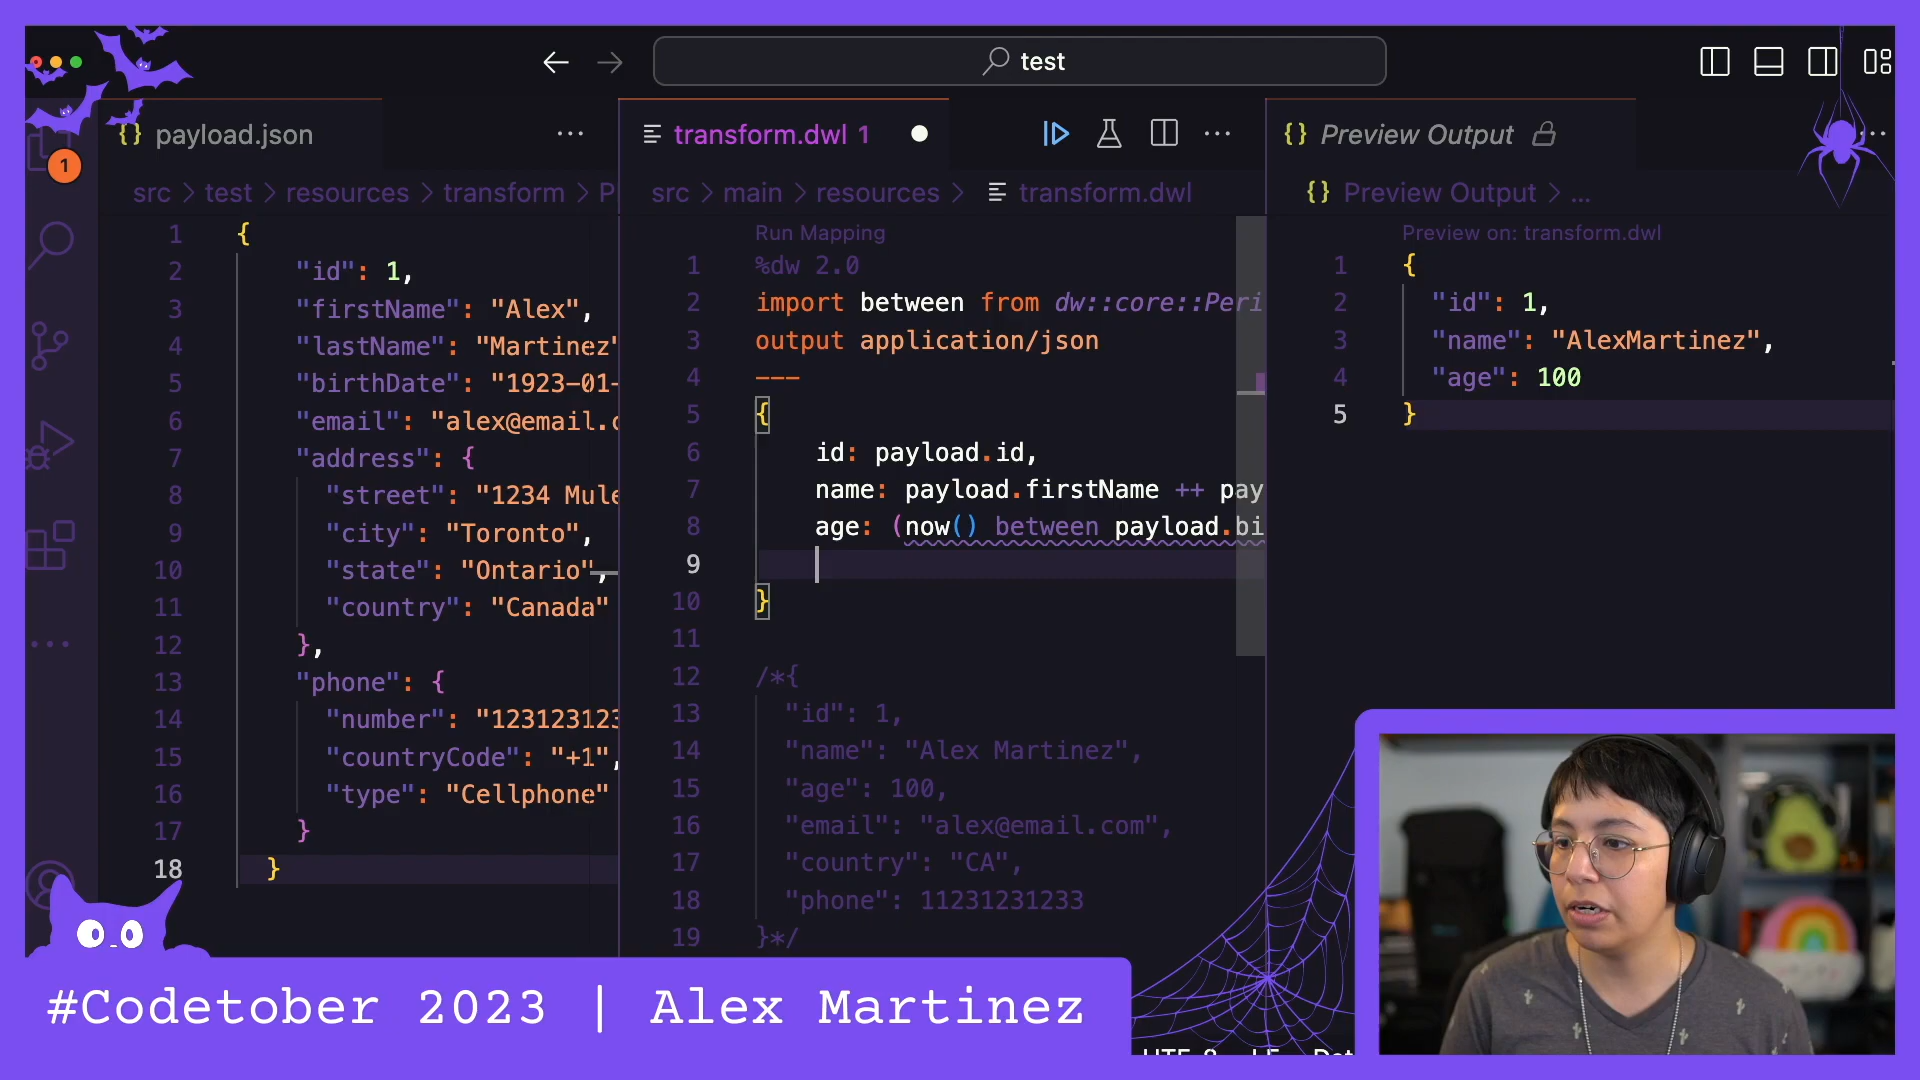 test
1
payload.json
src > test > resources > transform > P
1 {
2 "id": 1,
3 "firstName": "Alex",
4 "lastName": "Martinez"
5 "birthDate": "1923-01-
6 "email": "alex@email.c
7 "address": {
8 "street": "1234 Mule
9 "city": "Toronto",
10 "state": "Ontario",
11 "country": "Canada"
12 },
13 "phone": {
14 "number": "123123123
15 "countryCode": "+1",
16 "type": "Cellphone"
17 }
18 }
transform.dwl 1
src > main > resources > transform.dwl
Run Mapping
1 %dw 2.0
2 import between from dw::core::Peri
3 output application/json
4 ---
5 {
6 id: payload.id,
7 name: payload.firstName ++ pay
8 age: (now() between payload.bi
9
10 }
11
12 /*{
13 "id": 1,
14 "name": "Alex Martinez",
15 "age": 100,
16 "email": "alex@email.com",
17 "country": "CA",
18 "phone": 11231231233
19 }*/
Preview Output
Preview Output > ...
Preview on: transform.dwl
1 {
2 "id": 1,
3 "name": "AlexMartinez",
4 "age": 100
5 }
#Codetober 2023 | Alex Martinez